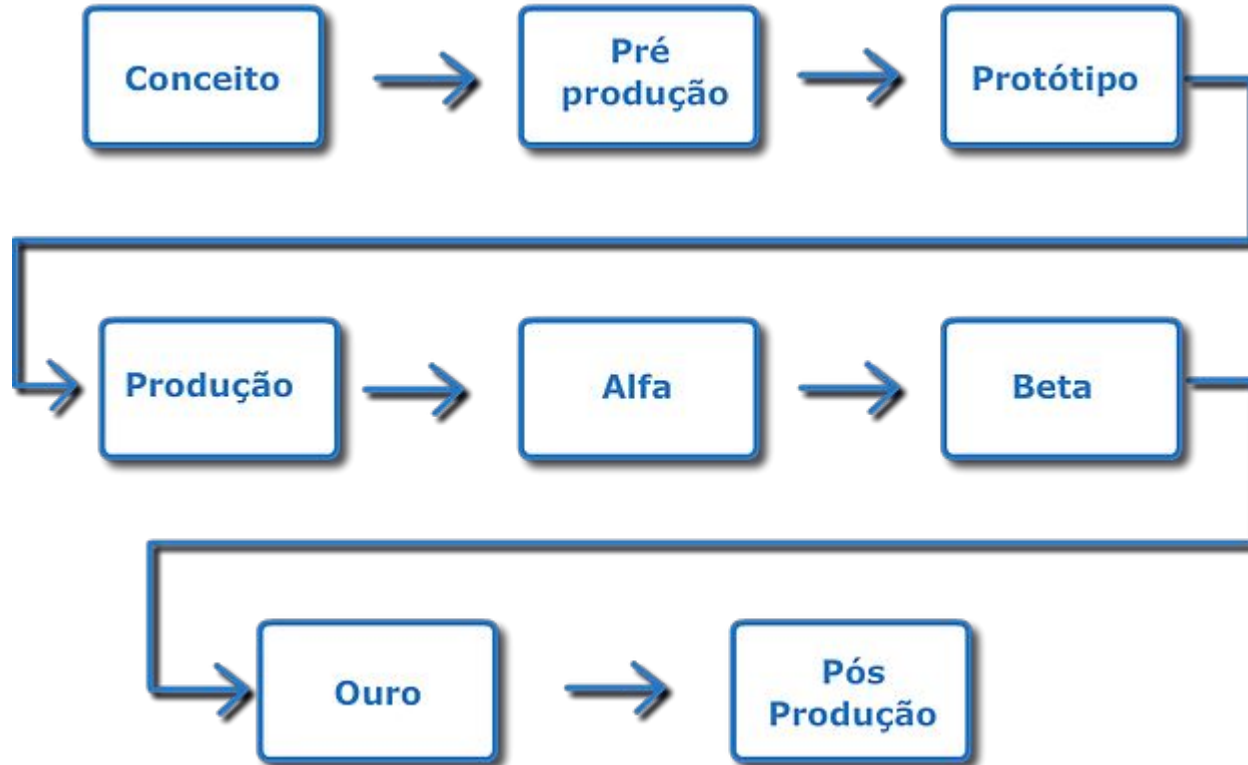 Conceito
Pré
produção
Protótipo
Produção
Alfa
Beta
Ouro
Pós
Produção